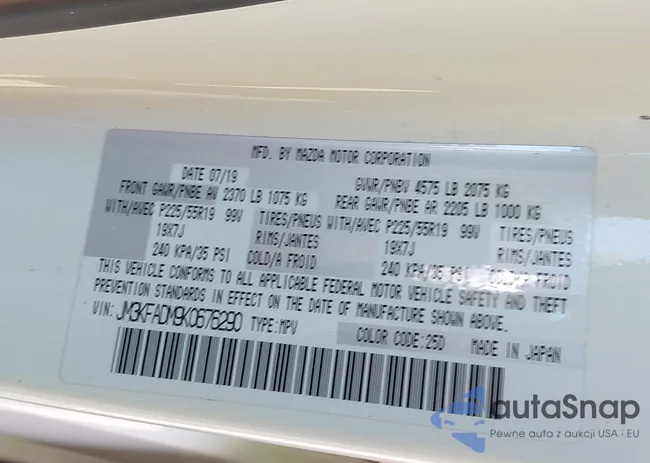 MFD. BY MAZDA MOTOR CORPORATION
DATE 07/19 GVWR/PNBV 4575 LB 2075 KG
FRONT GAWR/PNBE AV 2370 LB 1075 KG REAR GAWR/PNBE AR 2205 LB 1000 KG
WITH/AVEC P225/55R19 99V TIRES/PNEUS WITH/AVEC P225/55R19 99V TIRES/PNEUS
19X7J RIMS/JANTES 19X7J RIMS/JANTES
240 KPA/35 PSI COLD/A FROID 240 KPA/35 PSI COLD/A FROID
THIS VEHICLE CONFORMS TO ALL APPLICABLE FEDERAL MOTOR VEHICLE SAFETY AND THEFT
PREVENTION STANDARDS IN EFFECT ON THE DATE OF MANUFACTURE SHOWN ABOVE.
VIN: JM3KFADM9K0676290 TYPE:MPV COLOR CODE:25D MADE IN JAPAN
autaSnap
Pewne auta z aukcji USA i EU